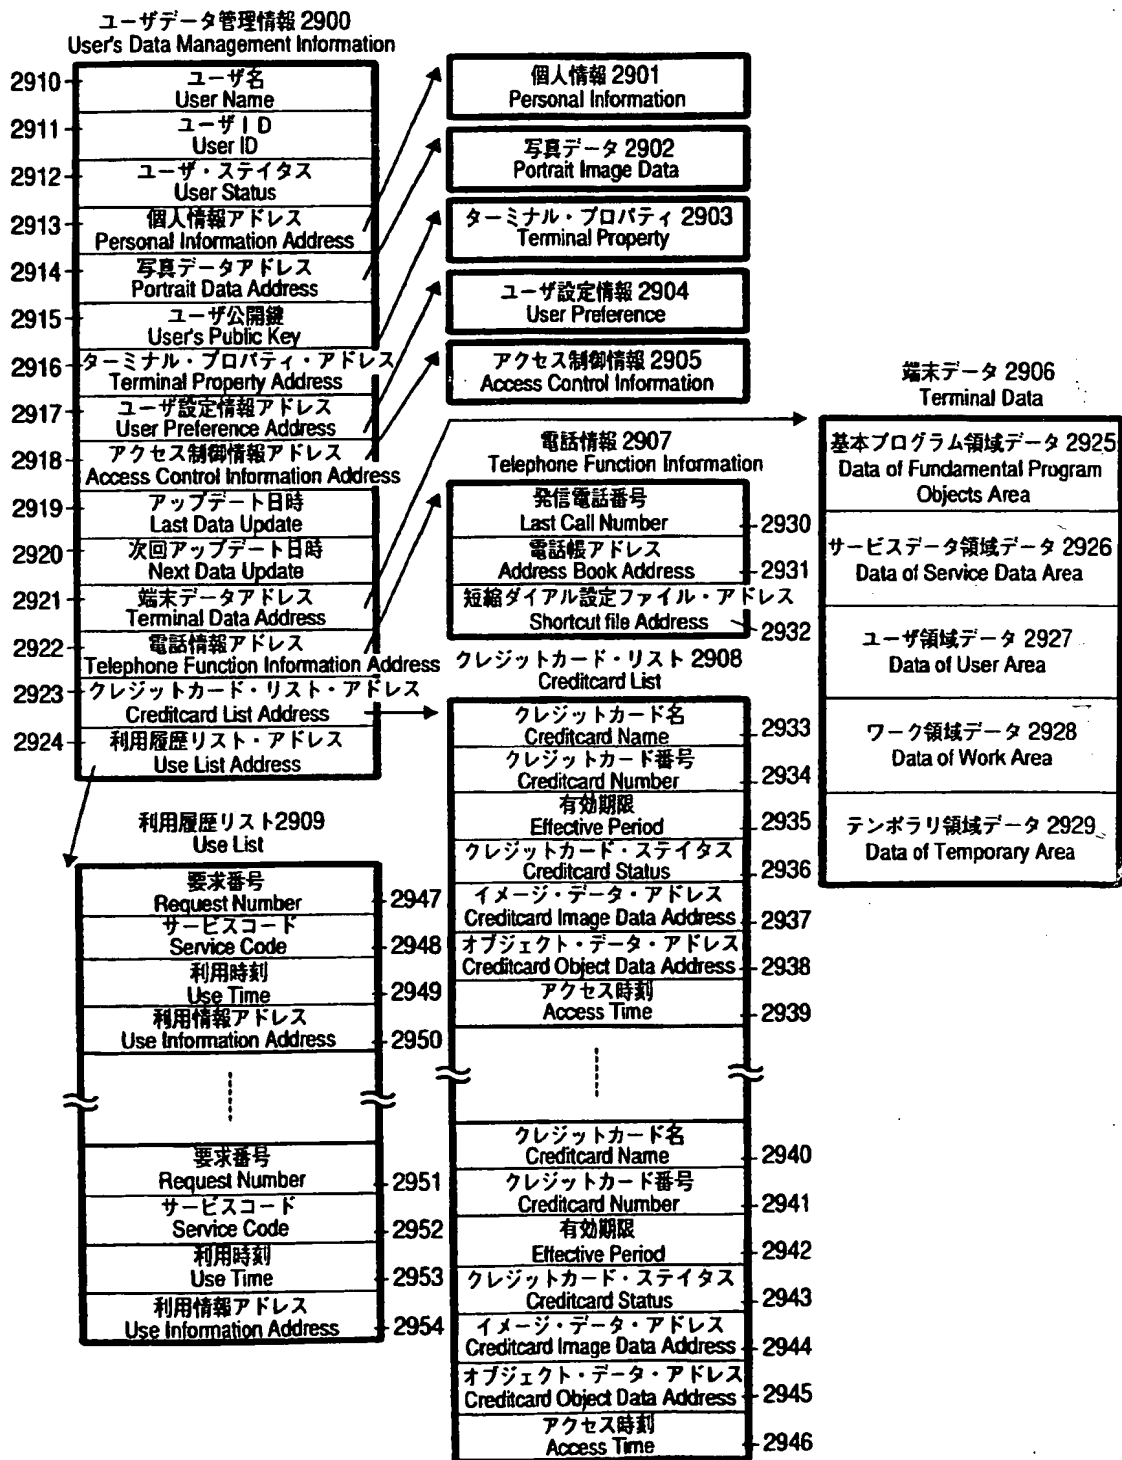 ユーザデータ管理情報 2900
User's Data Management Information
2910
ユーザ名
User Name
2911
ユーザID
User ID
2912
ユーザ・ステイタス
User Status
2913
個人情報アドレス
Personal Information Address
2914
写真データアドレス
Portrait Data Address
2915
ユーザ公開鍵
User's Public Key
2916
ターミナル・プロパティ・アドレス
Terminal Property Address
2917
ユーザ設定情報アドレス
User Preference Address
2918
アクセス制御情報アドレス
Access Control Information Address
2919
アップデート日時
Last Data Update
2920
次回アップデート日時
Next Data Update
2921
端末データアドレス
Terminal Data Address
2922
電話情報アドレス
Telephone Function Information Address
2923
クレジットカード・リスト・アドレス
Creditcard List Address
2924
利用履歴リスト・アドレス
Use List Address
個人情報 2901
Personal Information
写真データ 2902
Portrait Image Data
ターミナル・プロパティ 2903
Terminal Property
ユーザ設定情報 2904
User Preference
アクセス制御情報 2905
Access Control Information
端末データ 2906
Terminal Data
基本プログラム領域データ 2925
Data of Fundamental Program
Objects Area
サービスデータ領域データ 2926
Data of Service Data Area
ユーザ領域データ 2927
Data of User Area
ワーク領域データ 2928
Data of Work Area
テンポラリ領域データ 2929
Data of Temporary Area
電話情報 2907
Telephone Function Information
発信電話番号
Last Call Number
2930
電話帳アドレス
Address Book Address
2931
短縮ダイアル設定ファイル・アドレス
Shortcut file Address
2932
クレジットカード・リスト 2908
Creditcard List
クレジットカード名
Creditcard Name
2933
クレジットカード番号
Creditcard Number
2934
有効期限
Effective Period
2935
クレジットカード・ステイタス
Creditcard Status
2936
イメージ・データ・アドレス
Creditcard Image Data Address
2937
オブジェクト・データ・アドレス
Creditcard Object Data Address
2938
アクセス時刻
Access Time
2939
クレジットカード名
Creditcard Name
2940
クレジットカード番号
Creditcard Number
2941
有効期限
Effective Period
2942
クレジットカード・ステイタス
Creditcard Status
2943
イメージ・データ・アドレス
Creditcard Image Data Address
2944
オブジェクト・データ・アドレス
Creditcard Object Data Address
2945
アクセス時刻
Access Time
2946
利用履歴リスト2909
Use List
要求番号
Request Number
2947
サービスコード
Service Code
2948
利用時刻
Use Time
2949
利用情報アドレス
Use Information Address
2950
要求番号
Request Number
2951
サービスコード
Service Code
2952
利用時刻
Use Time
2953
利用情報アドレス
Use Information Address
2954